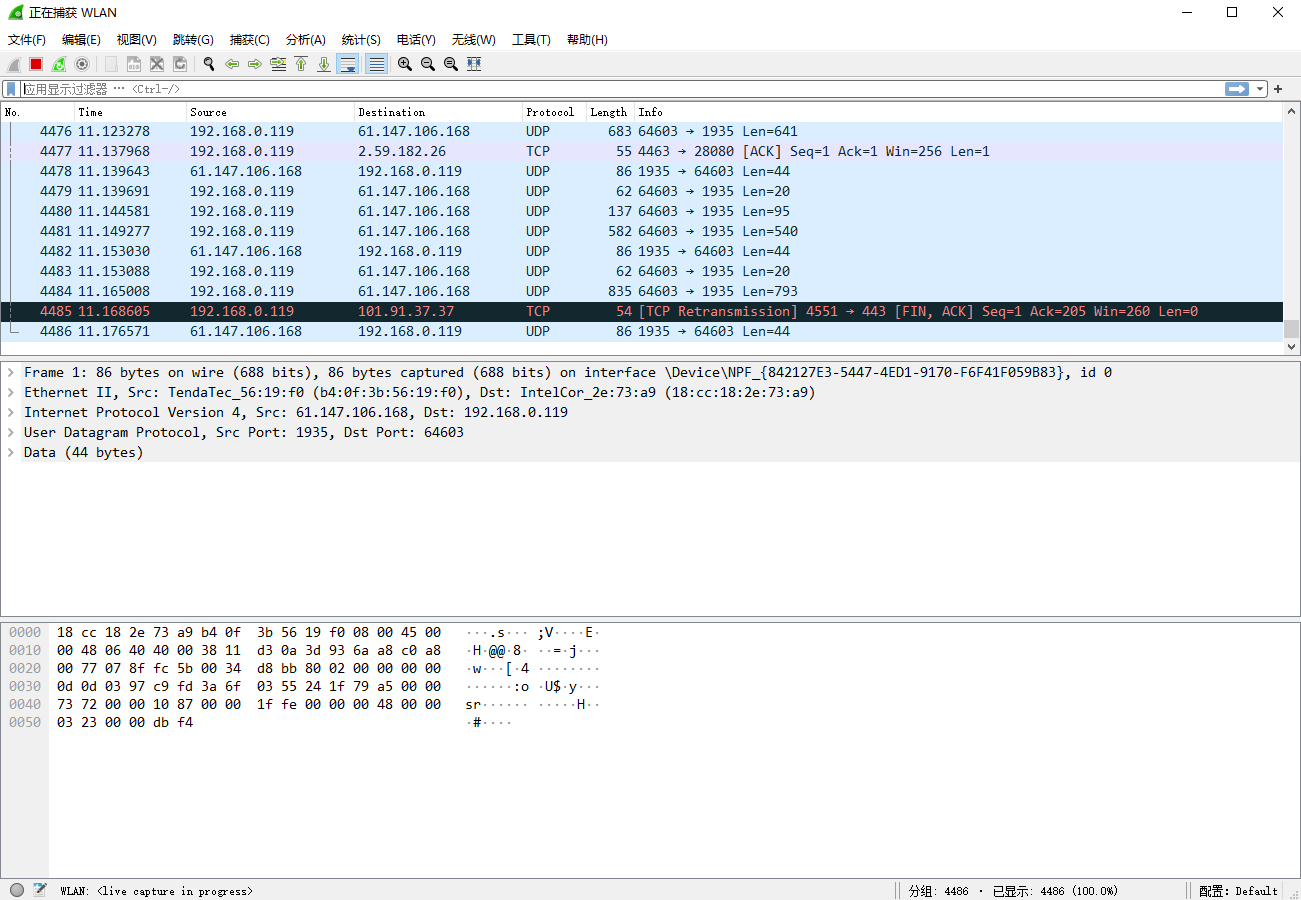 正在捕获 WLAN
文件(F) 编辑(E) 视图(V) 跳转(G) 捕获(C) 分析(A) 统计(S) 电话(Y) 无线(W) 工具(T) 帮助(H)
应用显示过滤器 … <Ctrl-/>
No. Time Source Destination Protocol Length Info
4476 11.123278 192.168.0.119 61.147.106.168 UDP 683 64603 → 1935 Len=641
4477 11.137968 192.168.0.119 2.59.182.26 TCP 55 4463 → 28080 [ACK] Seq=1 Ack=1 Win=256 Len=1
4478 11.139643 61.147.106.168 192.168.0.119 UDP 86 1935 → 64603 Len=44
4479 11.139691 192.168.0.119 61.147.106.168 UDP 62 64603 → 1935 Len=20
4480 11.144581 192.168.0.119 61.147.106.168 UDP 137 64603 → 1935 Len=95
4481 11.149277 192.168.0.119 61.147.106.168 UDP 582 64603 → 1935 Len=540
4482 11.153030 61.147.106.168 192.168.0.119 UDP 86 1935 → 64603 Len=44
4483 11.153088 192.168.0.119 61.147.106.168 UDP 62 64603 → 1935 Len=20
4484 11.165008 192.168.0.119 61.147.106.168 UDP 835 64603 → 1935 Len=793
4485 11.168605 192.168.0.119 101.91.37.37 TCP 54 [TCP Retransmission] 4551 → 443 [FIN, ACK] Seq=1 Ack=205 Win=260 Len=0
4486 11.176571 61.147.106.168 192.168.0.119 UDP 86 1935 → 64603 Len=44
Frame 1: 86 bytes on wire (688 bits), 86 bytes captured (688 bits) on interface \Device\NPF_{842127E3-5447-4ED1-9170-F6F41F059B83}, id 0
Ethernet II, Src: TendaTec_56:19:f0 (b4:0f:3b:56:19:f0), Dst: IntelCor_2e:73:a9 (18:cc:18:2e:73:a9)
Internet Protocol Version 4, Src: 61.147.106.168, Dst: 192.168.0.119
User Datagram Protocol, Src Port: 1935, Dst Port: 64603
Data (44 bytes)
0000 18 cc 18 2e 73 a9 b4 0f 3b 56 19 f0 08 00 45 00 ····.s··· ;V····E·
0010 00 48 06 40 40 00 38 11 d3 0a 3d 93 6a a8 c0 a8 ·H·@@·8· ··=·j···
0020 00 77 07 8f fc 5b 00 34 d8 bb 80 02 00 00 00 00 ·w···[·4 ········
0030 0d 0d 03 97 c9 fd 3a 6f 03 55 24 1f 79 a5 00 00 ······:o ·U$·y···
0040 73 72 00 00 10 87 00 00 1f fe 00 00 00 48 00 00 sr······ ·····H··
0050 03 23 00 00 db f4 ·#····
WLAN: <live capture in progress> 分组: 4486 · 已显示: 4486 (100.0%) 配置: Default